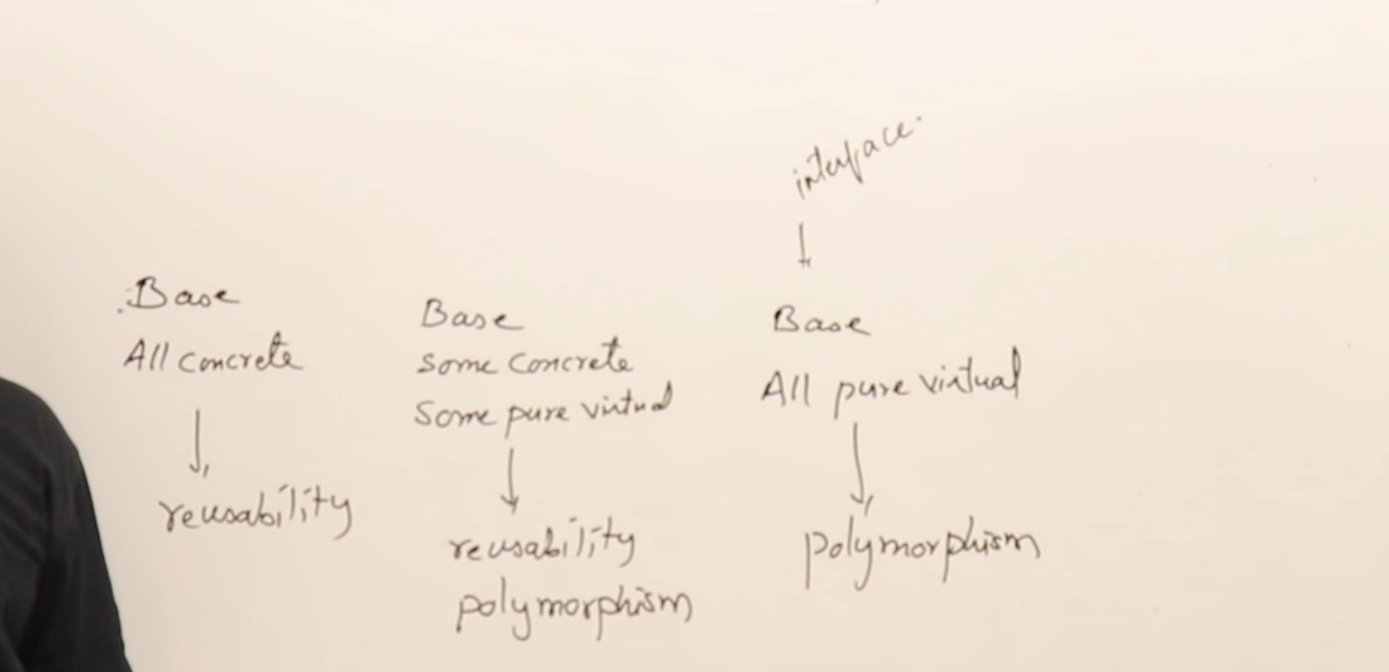 Base
All concrete
reusability
Base
Some Concrete
Some pure virtual
reusability
polymorphism
interface
Base
All pure virtual
polymorphism